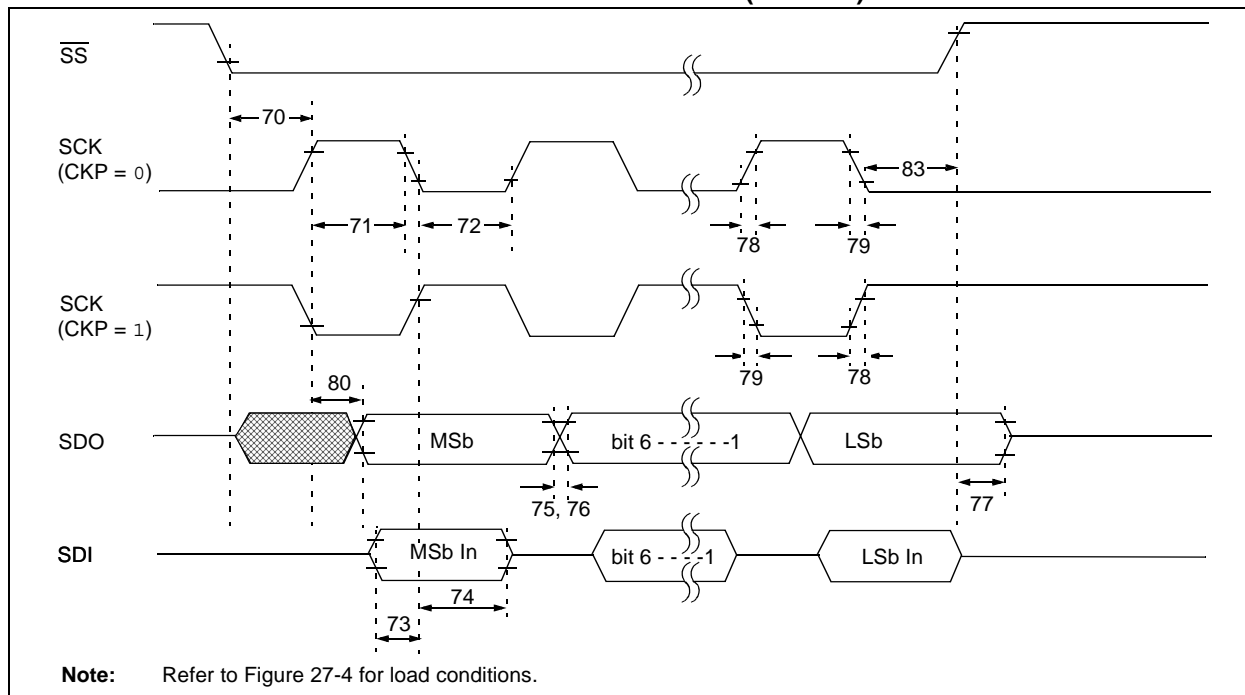 SS
70
SCK
(CKP = 0)
83
71
72
78
79
SCK
(CKP = 1)
79
78
80
SDO
MSb
bit 6 - - - - - - -1
LSb
75, 76
77
SDI
MSb In
bit 6 - - - - -1
LSb In
74
73
Note: Refer to Figure 27-4 for load conditions.